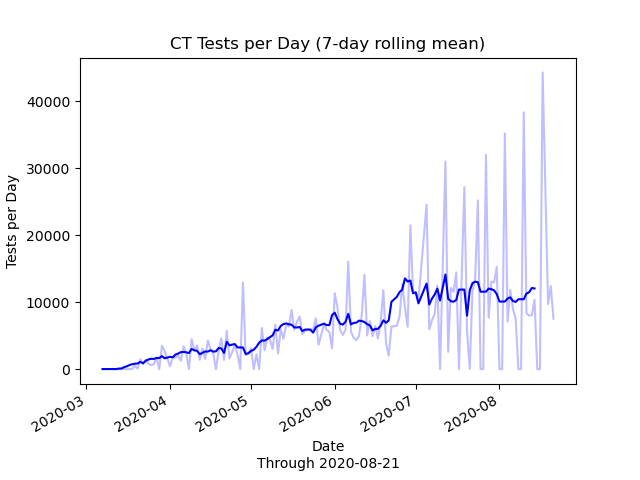 CT Tests per Day (7-day rolling mean)
40000
30000
20000
10000
0
Tests per Day
2020-03
2020-04
2020-05
2020-06
2020-07
2020-08
Date
Through 2020-08-21